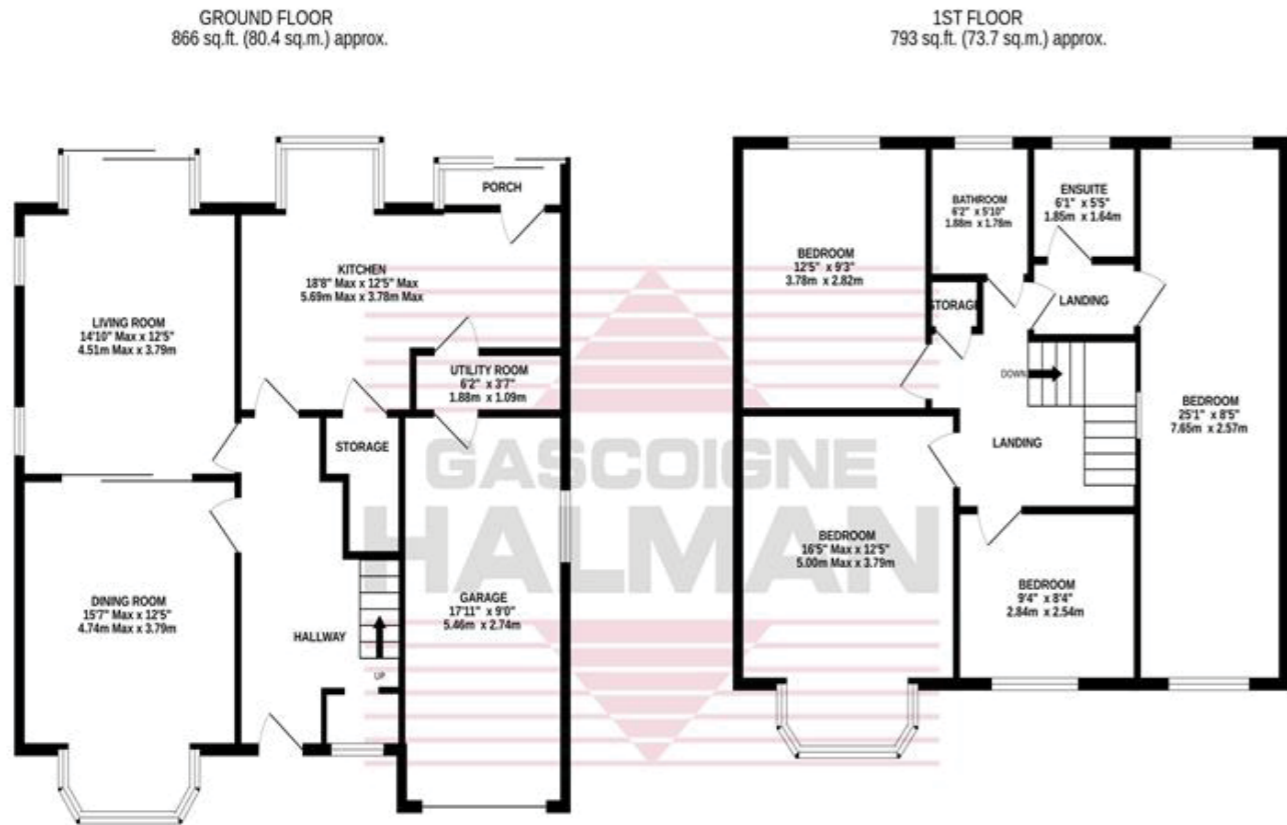 GROUND FLOOR
866 sq.ft. (80.4 sq.m.) approx.
1ST FLOOR
793 sq.ft. (73.7 sq.m.) approx.
PORCH
KITCHEN
18'8" Max x 12'5" Max
5.69m Max x 3.78m Max
LIVING ROOM
14'10" Max x 12'5"
4.51m Max x 3.79m
UTILITY ROOM
6'2" x 3'7"
1.88m x 1.09m
STORAGE
DINING ROOM
15'7" Max x 12'5"
4.74m Max x 3.79m
HALLWAY
UP
GARAGE
17'11" x 9'0"
5.46m x 2.74m
BEDROOM
12'5" x 9'3"
3.78m x 2.82m
BATHROOM
6'2" x 5'10"
1.88m x 1.78m
ENSUITE
6'1" x 5'5"
1.85m x 1.64m
STORAGE
LANDING
DOWN
LANDING
BEDROOM
25'1" x 8'5"
7.65m x 2.57m
BEDROOM
16'5" Max x 12'5"
5.00m Max x 3.79m
BEDROOM
9'4" x 8'4"
2.84m x 2.54m
GASCOIGNE
HALMAN